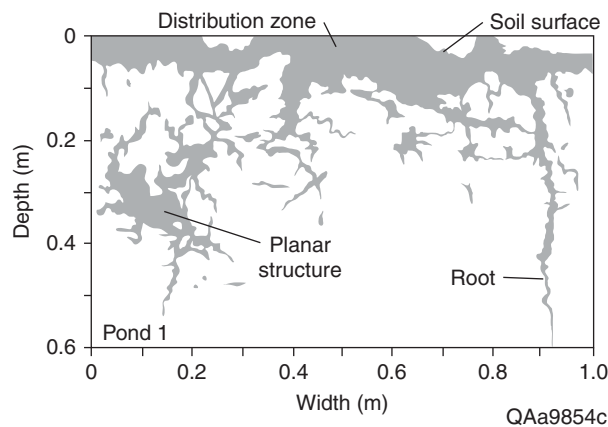 Distribution zone
Soil surface
0
0.2
0.4
0.6
Depth (m)
Planar
structure
Root
Pond 1
0
0.2
0.4
0.6
0.8
1.0
Width (m)
QAa9854c